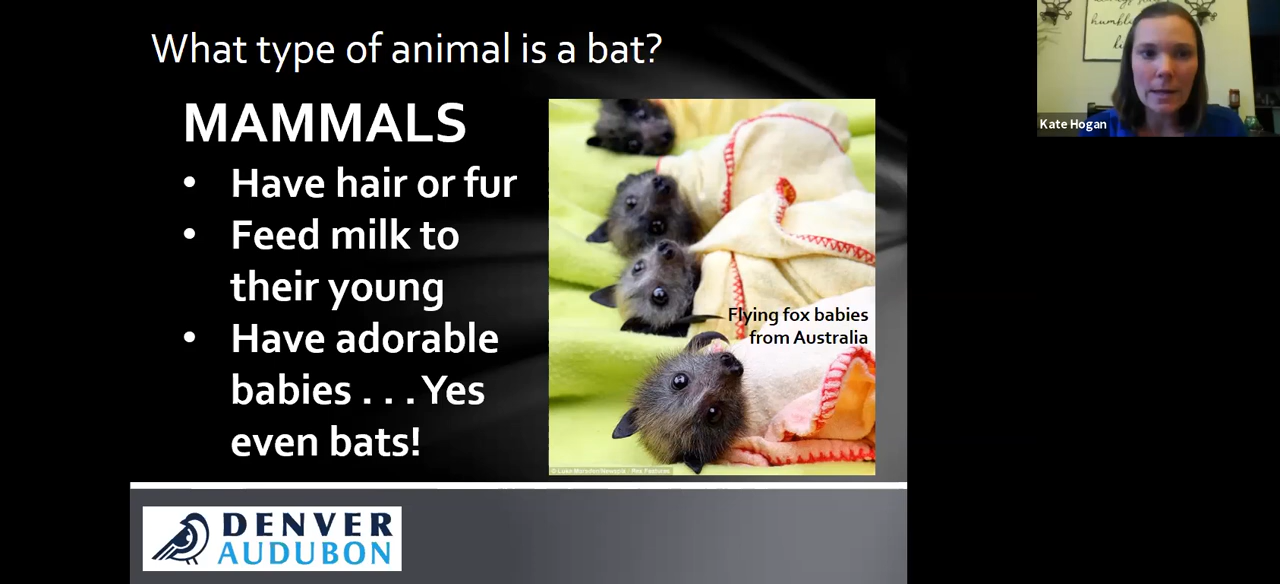 What type of animal is a bat?
MAMMALS
• Have hair or fur
• Feed milk to
their young
• Have adorable
babies . . . Yes
even bats!
Flying fox babies
from Australia
DENVER
AUDUBON
humble
Kate Hogan